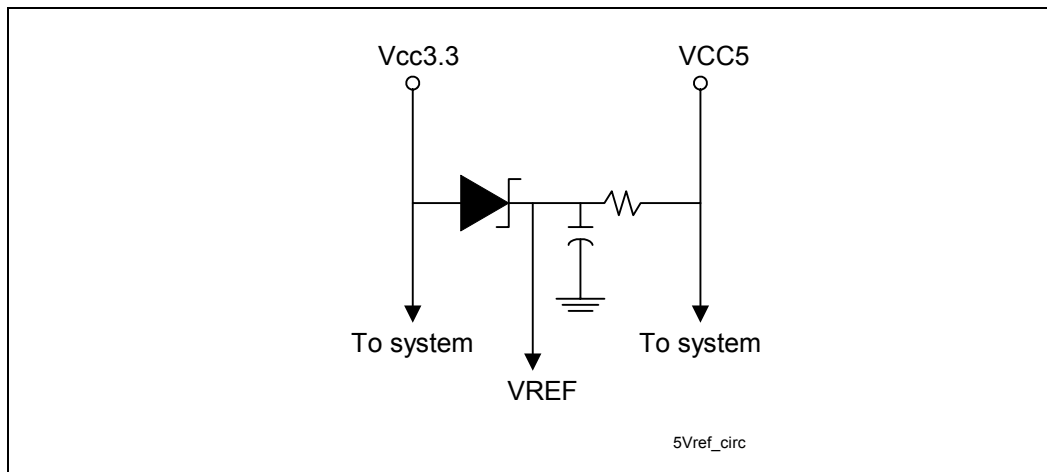 Vcc3.3
VCC5
To system
To system
VREF
5Vref_circ